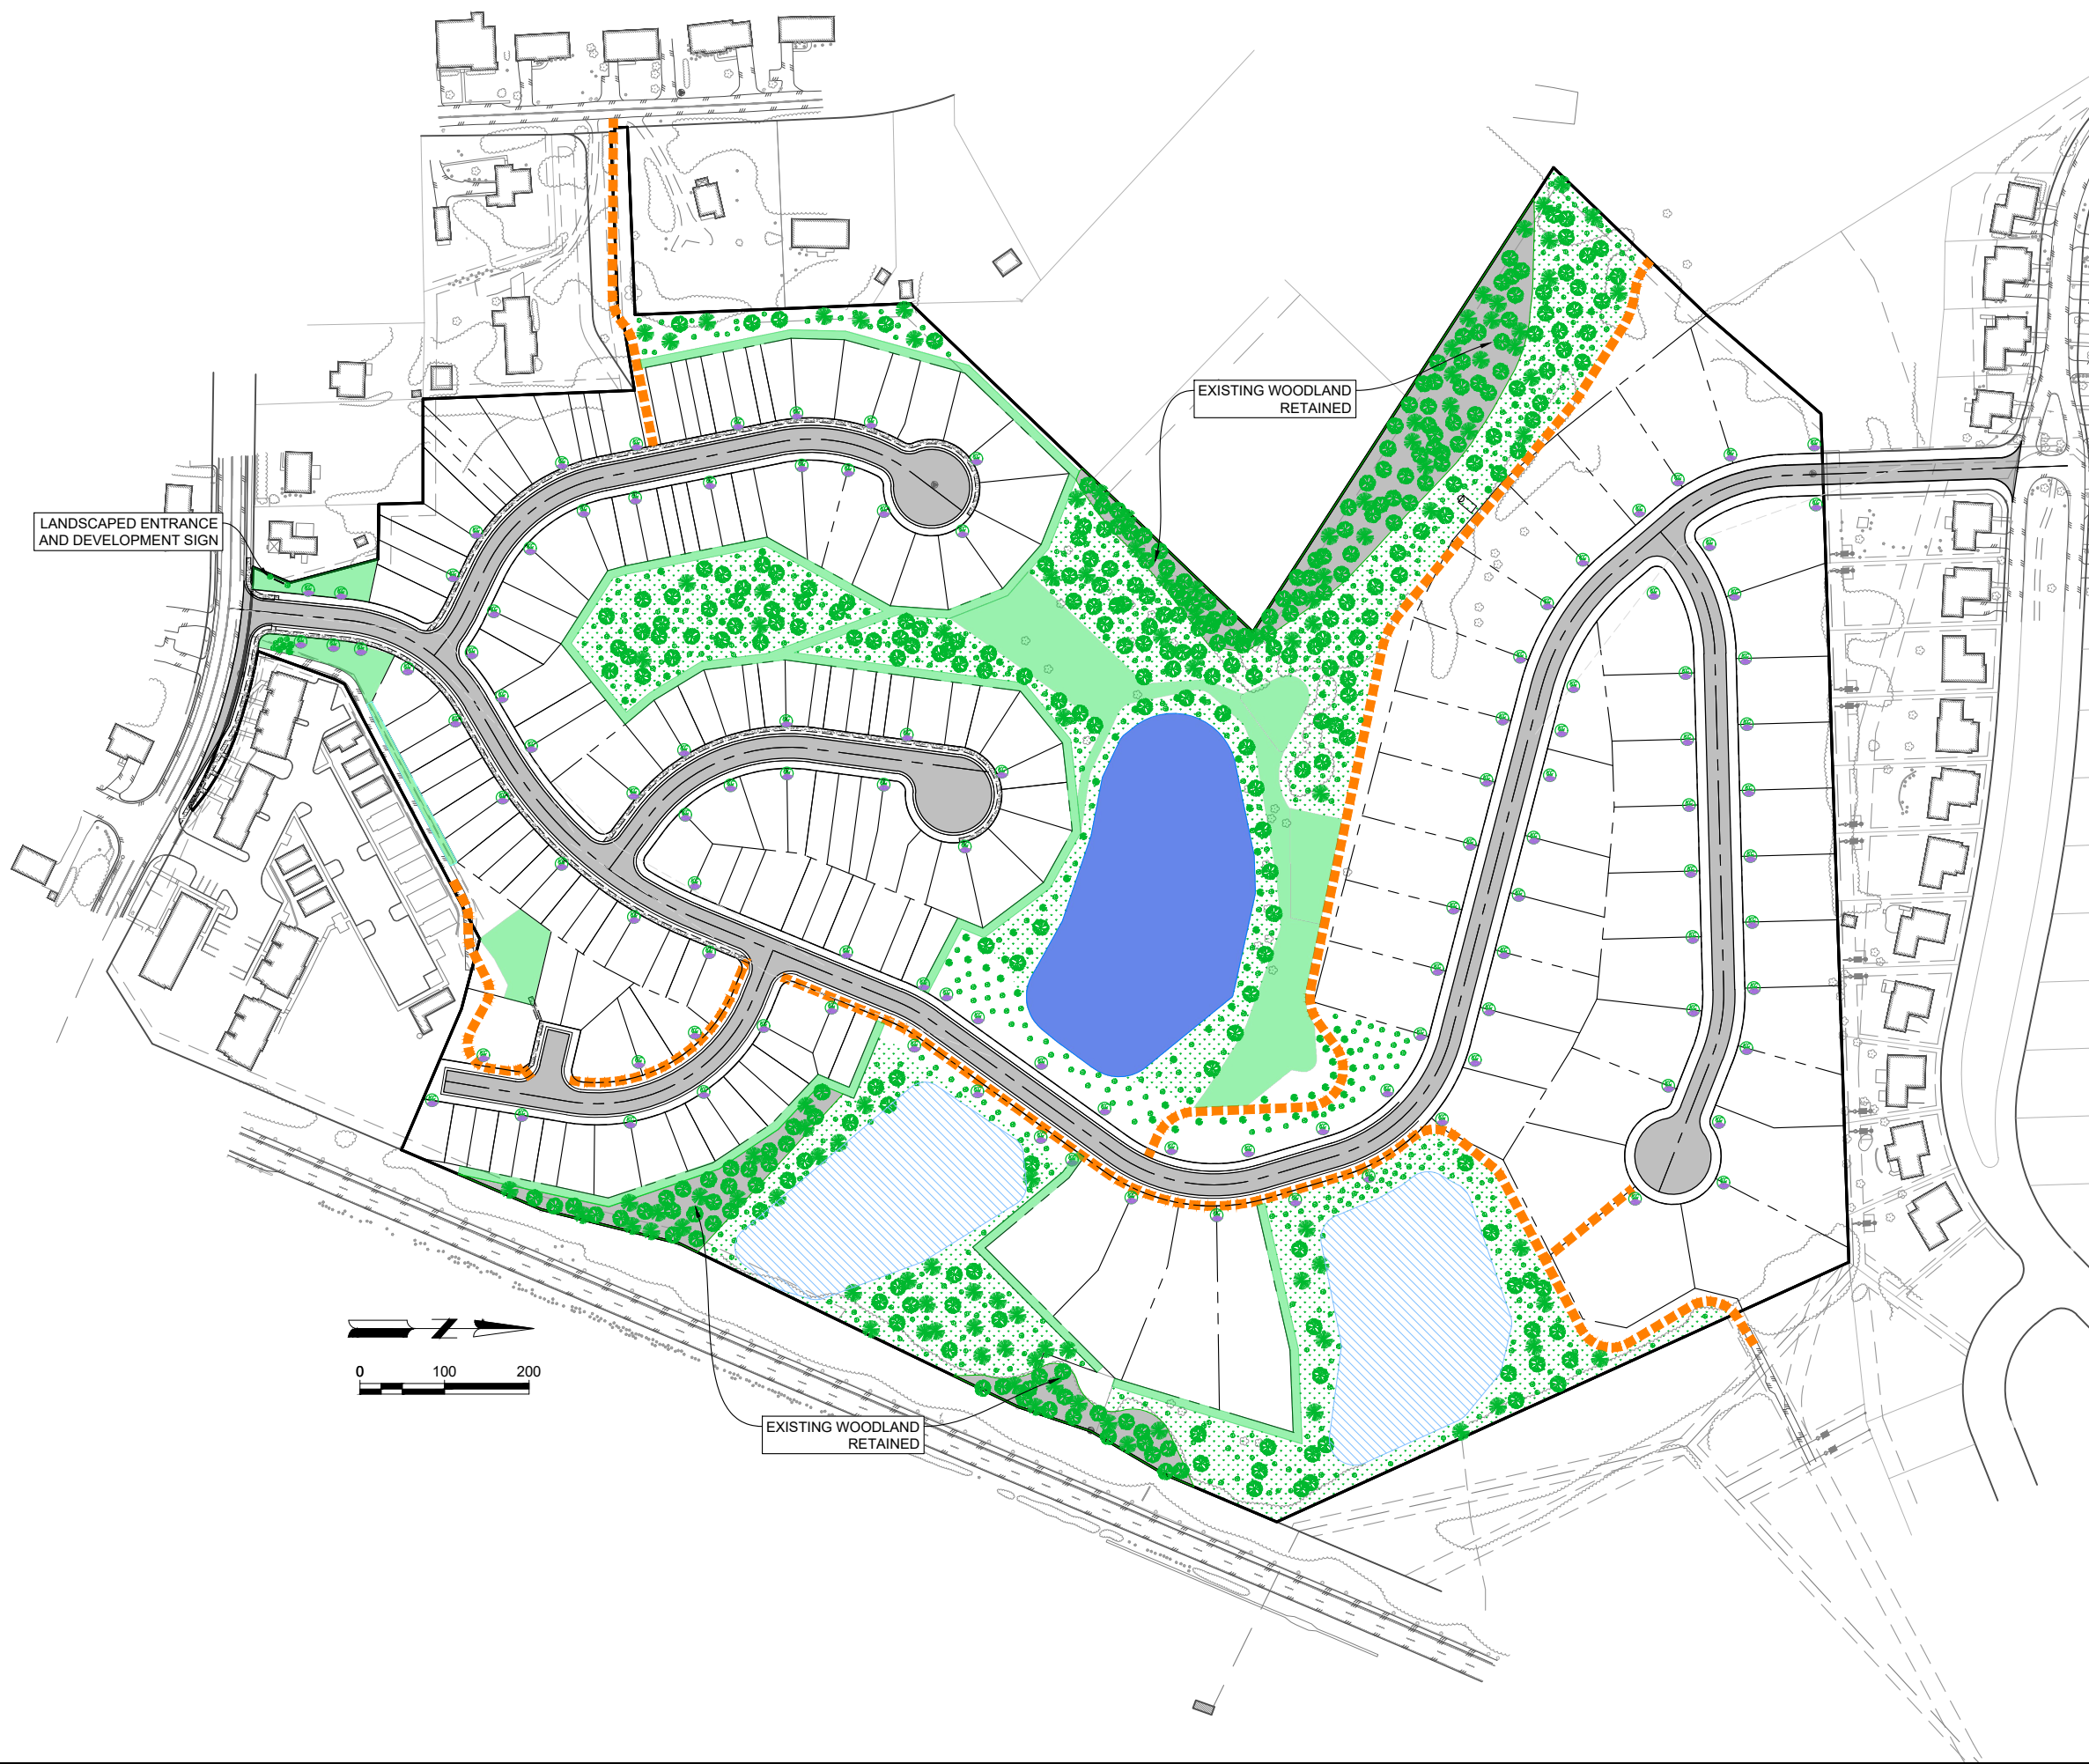 EXISTING WOODLAND
RETAINED
LANDSCAPED ENTRANCE
AND DEVELOPMENT SIGN
0 100 200
EXISTING WOODLAND
RETAINED